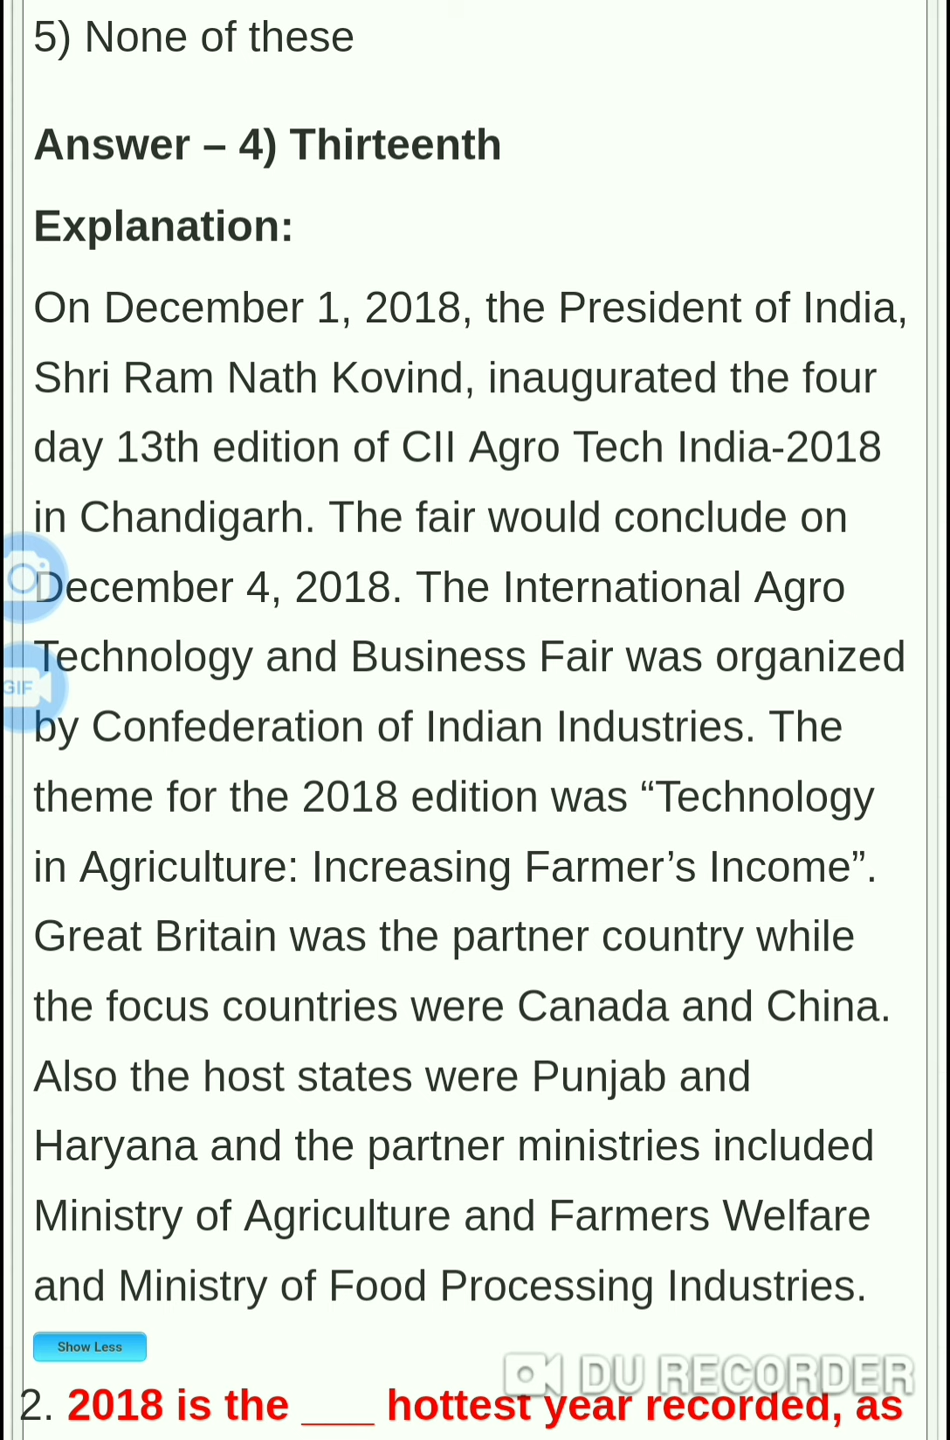 5) None of these
Answer – 4) Thirteenth
Explanation:
On December 1, 2018, the President of India,
Shri Ram Nath Kovind, inaugurated the four
day 13th edition of CII Agro Tech India-2018
in Chandigarh. The fair would conclude on
December 4, 2018. The International Agro
Technology and Business Fair was organized
GIF
by Confederation of Indian Industries. The
theme for the 2018 edition was “Technology
in Agriculture: Increasing Farmer’s Income”.
Great Britain was the partner country while
the focus countries were Canada and China.
Also the host states were Punjab and
Haryana and the partner ministries included
Ministry of Agriculture and Farmers Welfare
and Ministry of Food Processing Industries.
Show Less
DU RECORDER
2. 2018 is the ___ hottest year recorded, as